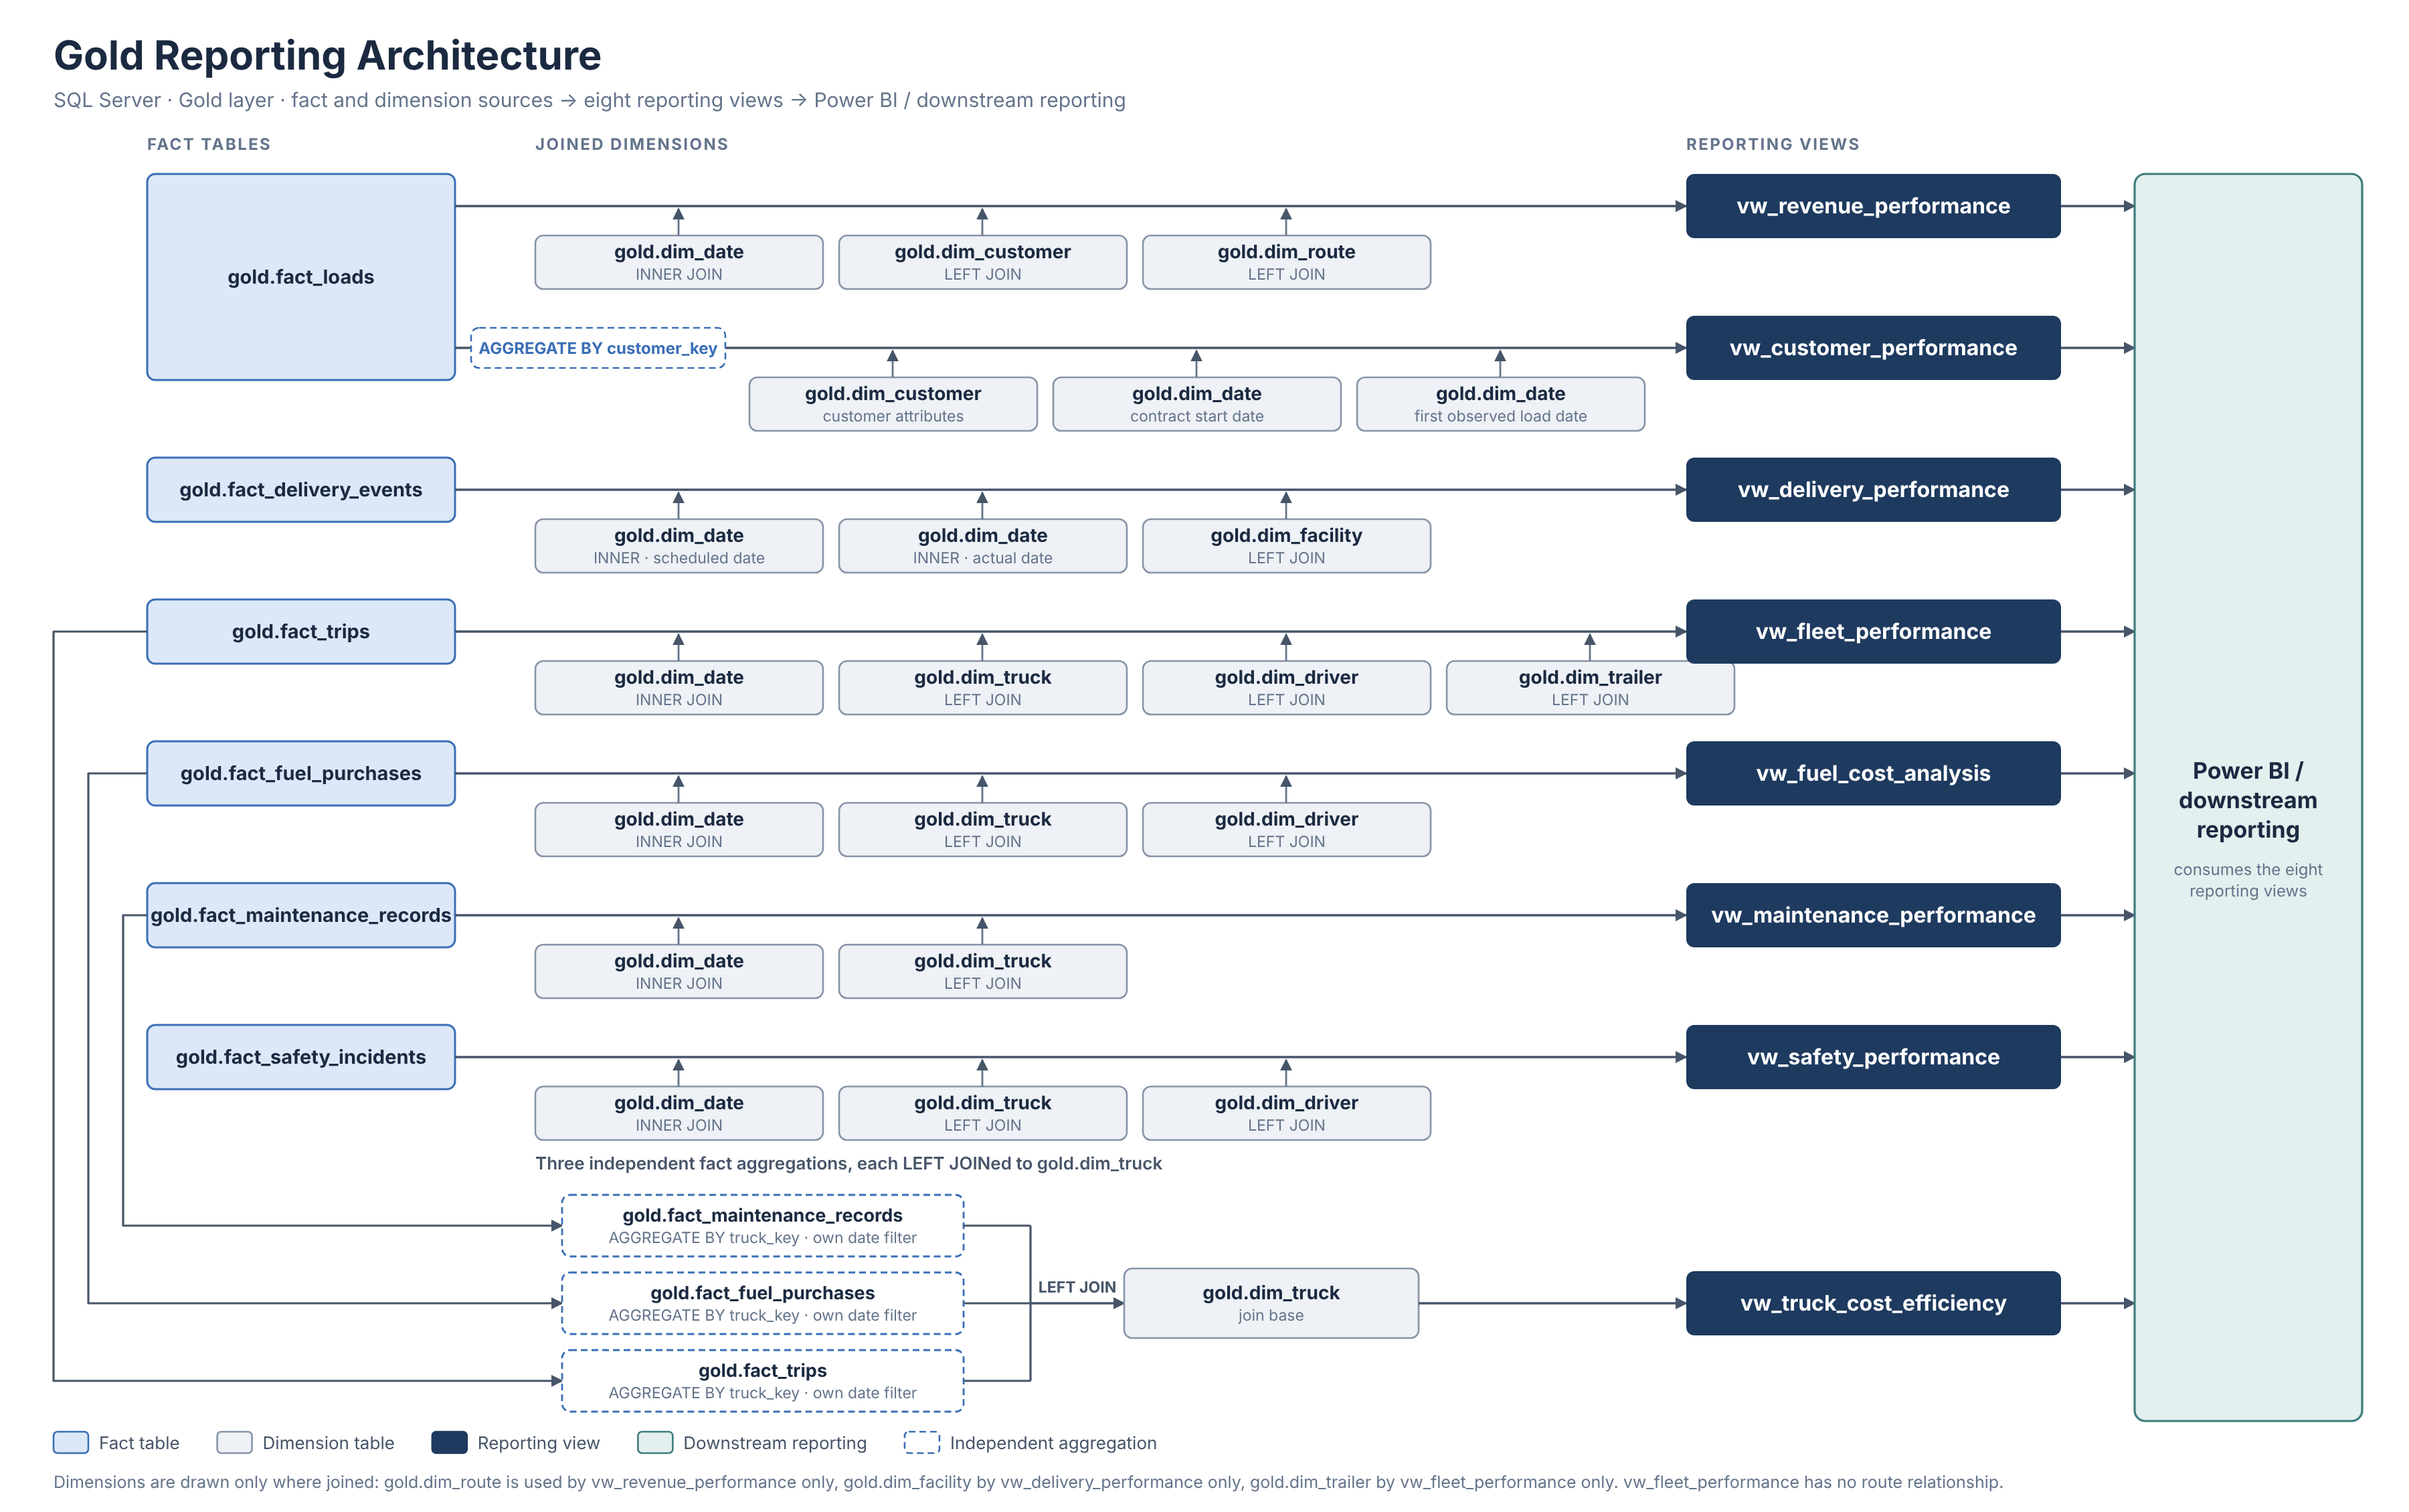 Gold Reporting Architecture
SQL Server · Gold layer · fact and dimension sources → eight reporting views → Power BI / downstream reporting
FACT TABLES
JOINED DIMENSIONS
REPORTING VIEWS
gold.fact_loads
gold.dim_date
INNER JOIN
gold.dim_customer
LEFT JOIN
gold.dim_route
LEFT JOIN
vw_revenue_performance
AGGREGATE BY customer_key
gold.dim_customer
customer attributes
gold.dim_date
contract start date
gold.dim_date
first observed load date
vw_customer_performance
gold.fact_delivery_events
gold.dim_date
INNER · scheduled date
gold.dim_date
INNER · actual date
gold.dim_facility
LEFT JOIN
vw_delivery_performance
gold.fact_trips
gold.dim_date
INNER JOIN
gold.dim_truck
LEFT JOIN
gold.dim_driver
LEFT JOIN
gold.dim_trailer
LEFT JOIN
vw_fleet_performance
gold.fact_fuel_purchases
gold.dim_date
INNER JOIN
gold.dim_truck
LEFT JOIN
gold.dim_driver
LEFT JOIN
vw_fuel_cost_analysis
gold.fact_maintenance_records
gold.dim_date
INNER JOIN
gold.dim_truck
LEFT JOIN
vw_maintenance_performance
gold.fact_safety_incidents
gold.dim_date
INNER JOIN
gold.dim_truck
LEFT JOIN
gold.dim_driver
LEFT JOIN
vw_safety_performance
Three independent fact aggregations, each LEFT JOINed to gold.dim_truck
gold.fact_maintenance_records
AGGREGATE BY truck_key · own date filter
gold.fact_fuel_purchases
AGGREGATE BY truck_key · own date filter
gold.fact_trips
AGGREGATE BY truck_key · own date filter
LEFT JOIN
gold.dim_truck
join base
vw_truck_cost_efficiency
Power BI /
downstream
reporting
consumes the eight
reporting views
Fact table
Dimension table
Reporting view
Downstream reporting
Independent aggregation
Dimensions are drawn only where joined: gold.dim_route is used by vw_revenue_performance only, gold.dim_facility by vw_delivery_performance only, gold.dim_trailer by vw_fleet_performance only. vw_fleet_performance has no route relationship.